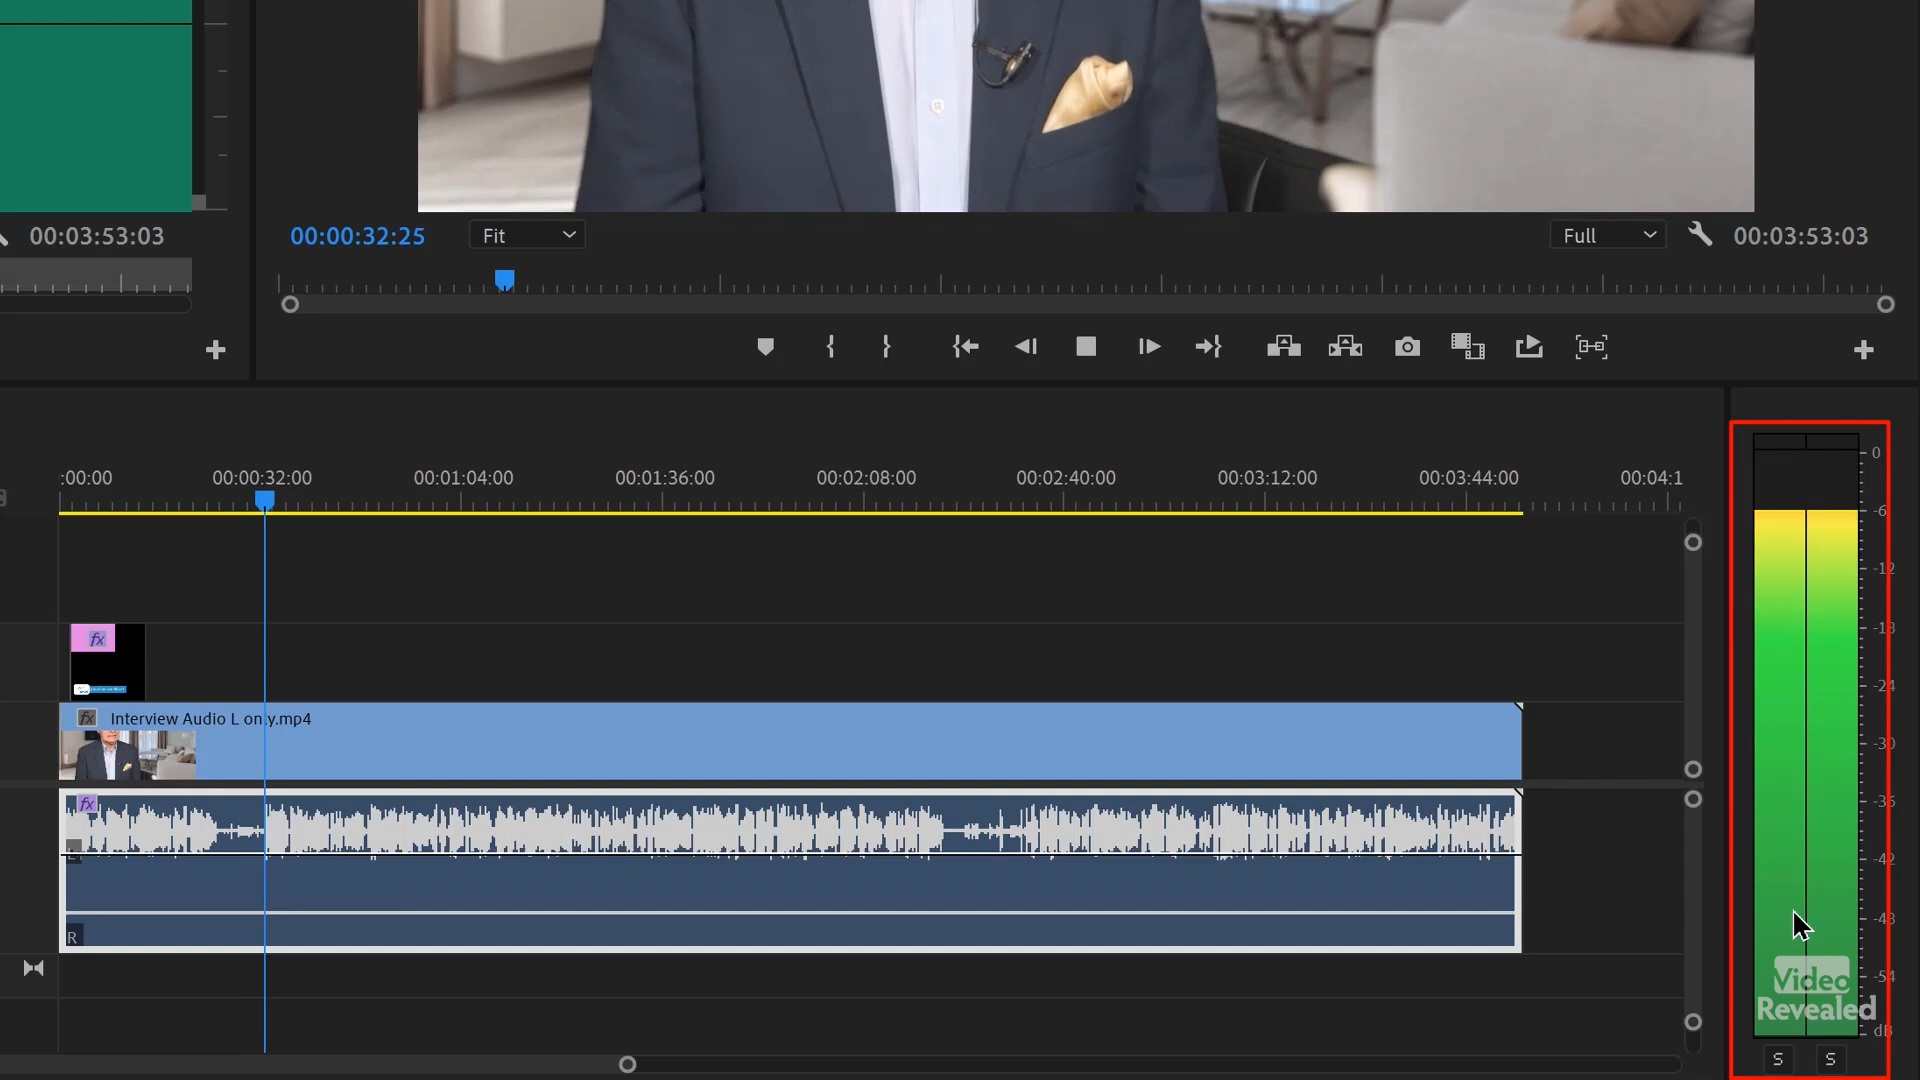 00:03:53:03
00:00:32:25
Fit
Full
00:03:53:03
:00:00
00:00:32:00
00:01:04:00
00:01:36:00
00:02:08:00
00:02:40:00
00:03:12:00
00:03:44:00
00:04:1
0
-6
-12
-18
-24
-30
-36
-42
-48
-54
dB
fx
fx
Interview Audio L only.mp4
fx
L
R
Video
Revealed
S
S